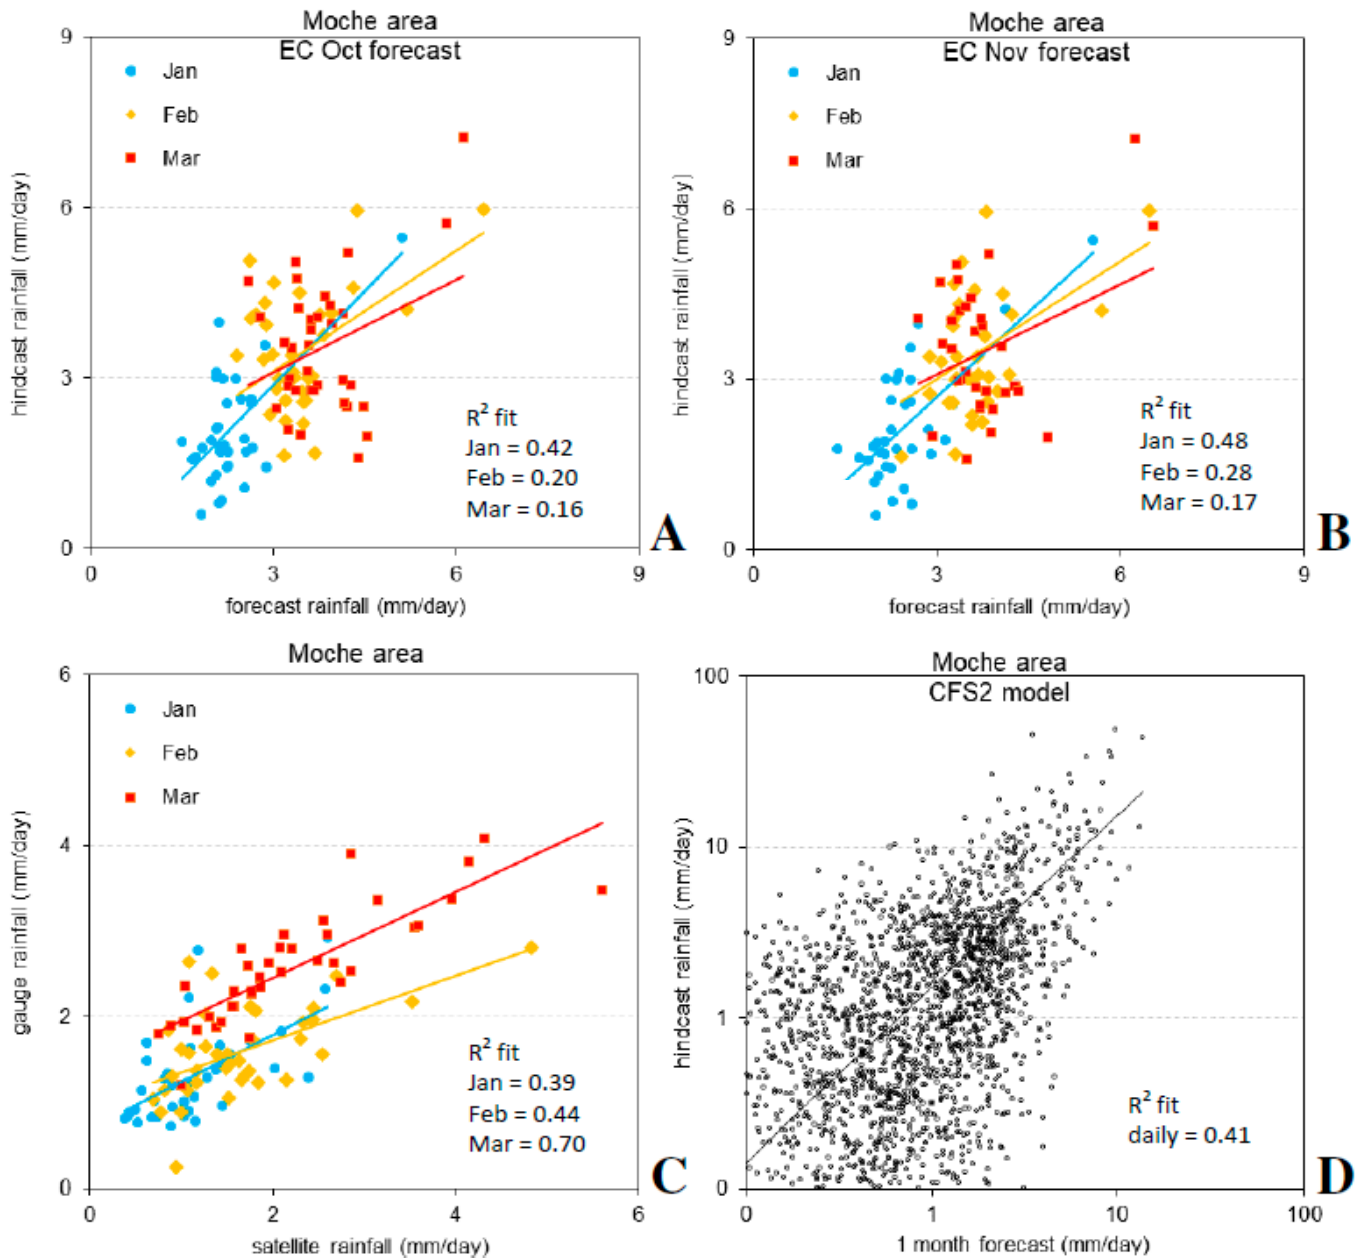 Moche area
EC Oct forecast
9
Jan
Feb
Mar
6
3
0
hindcast rainfall (mm/day)
R² fit
Jan = 0.42
Feb = 0.20
Mar = 0.16
A
0 3 6 9
forecast rainfall (mm/day)
Moche area
EC Nov forecast
9
Jan
Feb
Mar
6
3
0
hindcast rainfall (mm/day)
R² fit
Jan = 0.48
Feb = 0.28
Mar = 0.17
B
0 3 6 9
forecast rainfall (mm/day)
Moche area
6
Jan
Feb
Mar
4
2
0
gauge rainfall (mm/day)
R² fit
Jan = 0.39
Feb = 0.44
Mar = 0.70
C
0 2 4 6
satellite rainfall (mm/day)
Moche area
CFS2 model
100
10
1
0
hindcast rainfall (mm/day)
R² fit
daily = 0.41
D
0 1 10 100
1 month forecast (mm/day)